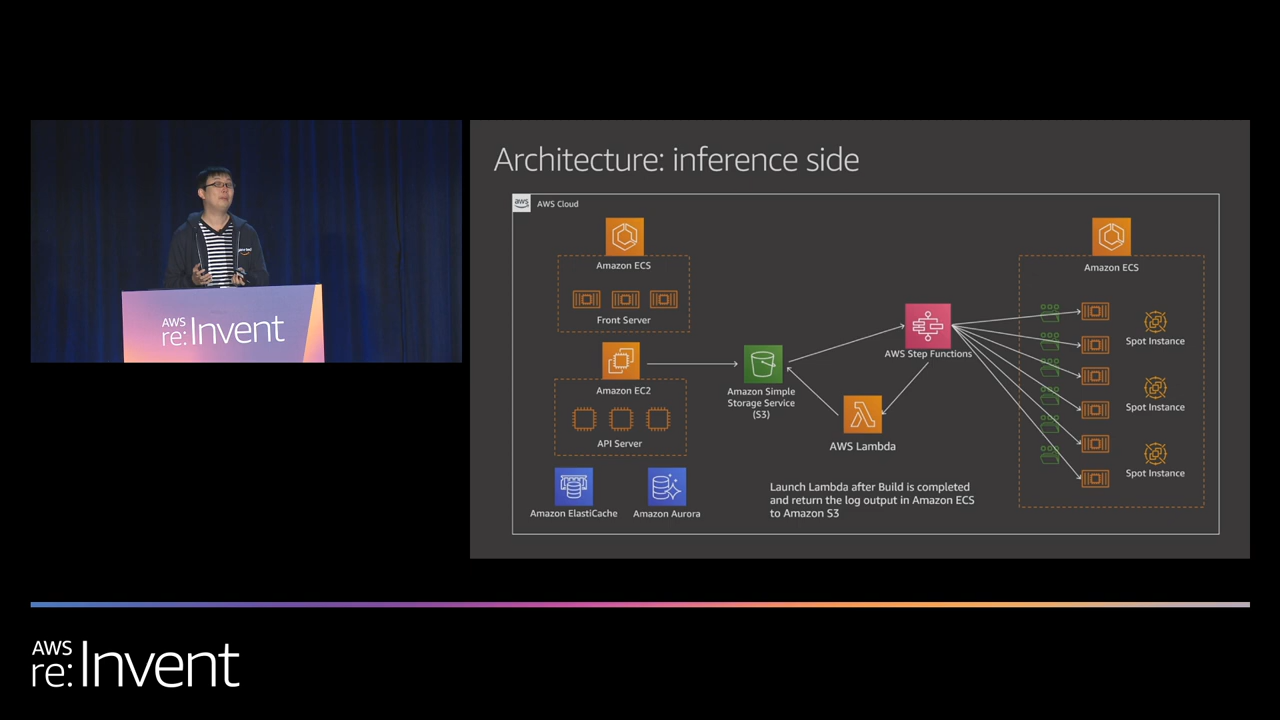 AWS
re:Invent
Architecture: inference side
aws
AWS Cloud
Amazon ECS
Front Server
Amazon EC2
API Server
Amazon ElastiCache
Amazon Aurora
Amazon Simple
Storage Service
(S3)
AWS Step Functions
AWS Lambda
Launch Lambda after Build is completed
and return the log output in Amazon ECS
to Amazon S3
Amazon ECS
Spot Instance
Spot Instance
Spot Instance
AWS
re:Invent